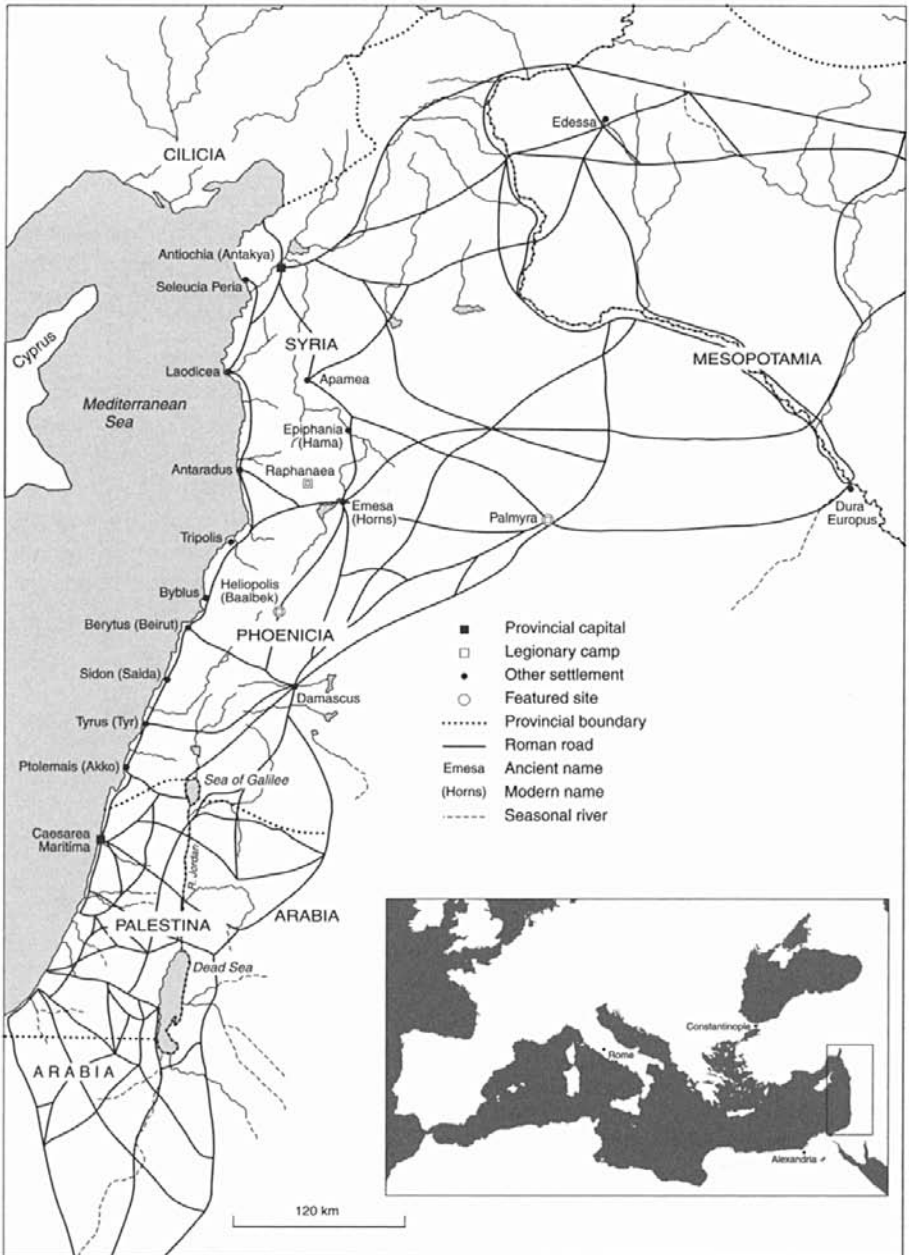 CILICIA
Edessa
Antiochia (Antakya)
Seleucia Peria
Cyprus
SYRIA
MESOPOTAMIA
Laodicea
Apamea
Mediterranean
Sea
Epiphania
(Hama)
Antaradus
Raphanaea
Emesa
(Horns)
Palmyra
Dura
Europus
Tripolis
Heliopolis
(Baalbek)
Byblus
Berytus (Beirut)
PHOENICIA
Sidon (Saida)
Damascus
Tyrus (Tyr)
Ptolemais (Akko)
Sea of Galilee
Caesarea
Maritima
R. Jordan
PALESTINA
ARABIA
Dead Sea
ARABIA
120 km
Provincial capital
Legionary camp
Other settlement
Featured site
Provincial boundary
Roman road
Emesa Ancient name
(Horns) Modern name
Seasonal river
Constantinople
Rome
Alexandria